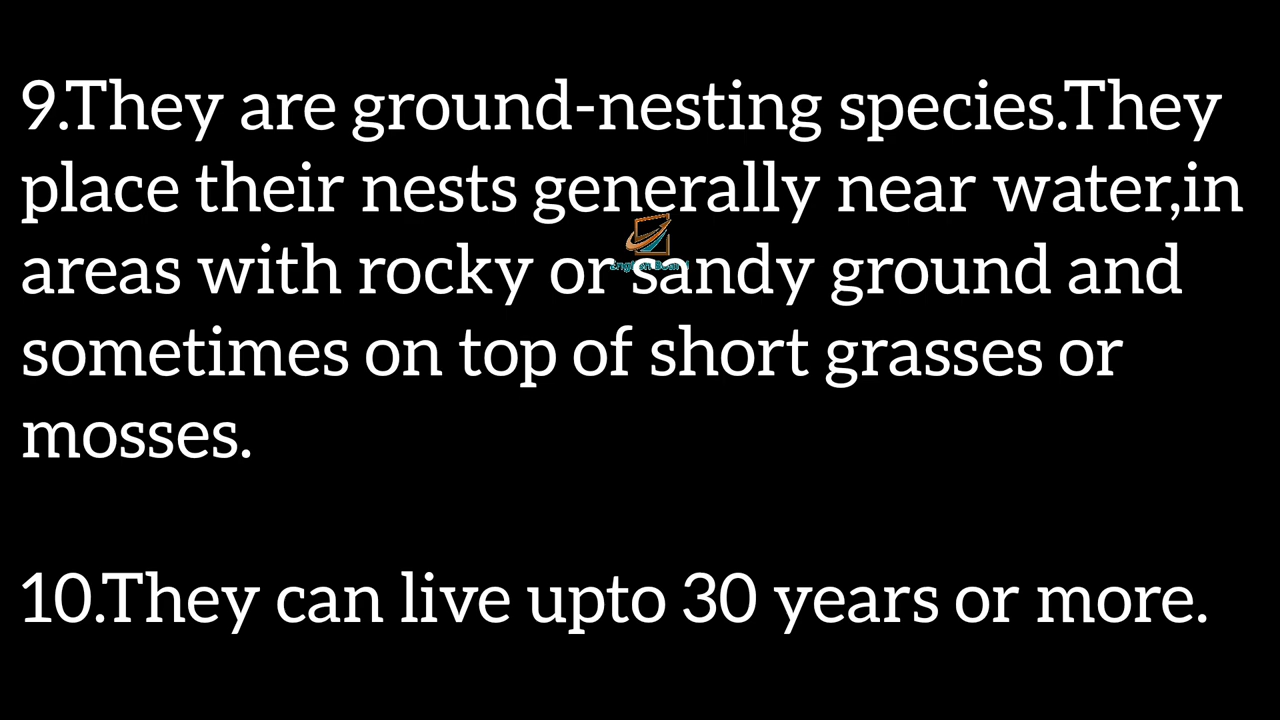 9.They are ground-nesting species.They
place their nests generally near water,in
areas with rocky or sandy ground and
sometimes on top of short grasses or
mosses.
10.They can live upto 30 years or more.